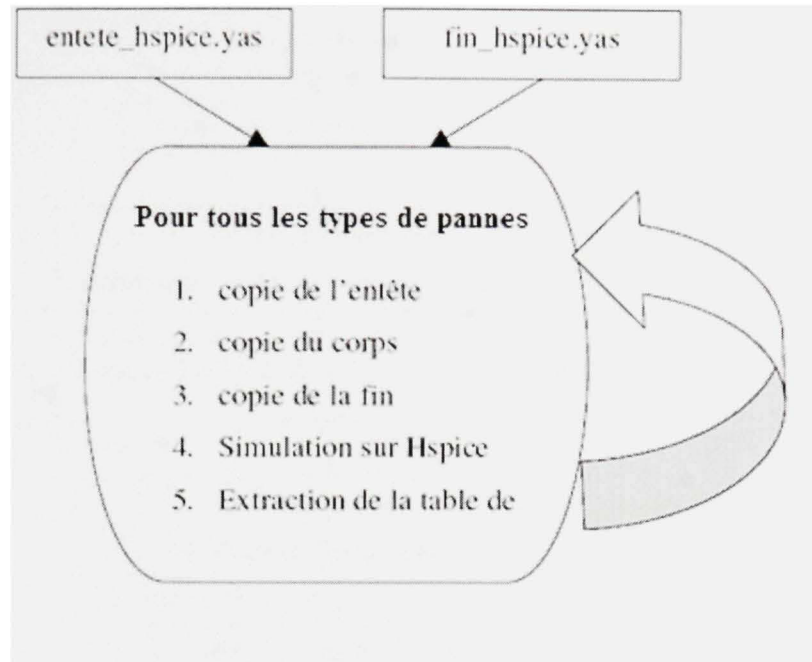 entete_hspice.yas
fin_hspice.yas
Pour tous les types de pannes
1. copie de l'entête
2. copie du corps
3. copie de la fin
4. Simulation sur Hspice
5. Extraction de la table de